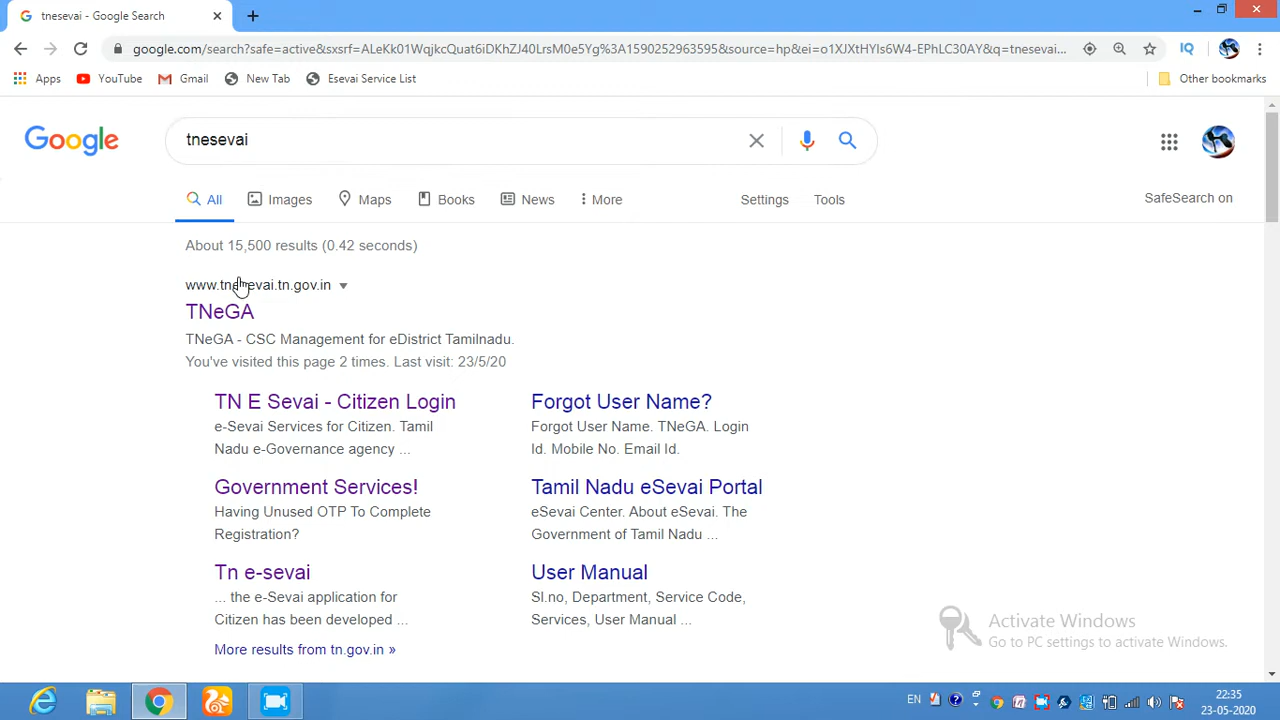 tnesevai - Google Search
google.com/search?safe=active&sxsrf=ALeKk01WqjkcQuat6iDKhZJ40LrsM0e5Yg%3A1590252963595&source=hp&ei=o1XJXtHYIs6W4-EPhLC30AY&q=tnesevai...
Apps YouTube Gmail New Tab Esevai Service List Other bookmarks
Google tnesevai
All Images Maps Books News More Settings Tools SafeSearch on
About 15,500 results (0.42 seconds)
www.tnesevai.tn.gov.in
TNeGA
TNeGA - CSC Management for eDistrict Tamilnadu.
You've visited this page 2 times. Last visit: 23/5/20
TN E Sevai - Citizen Login
e-Sevai Services for Citizen. Tamil
Nadu e-Governance agency ...
Forgot User Name?
Forgot User Name. TNeGA. Login
Id. Mobile No. Email Id.
Government Services!
Having Unused OTP To Complete
Registration?
Tamil Nadu eSevai Portal
eSevai Center. About eSevai. The
Government of Tamil Nadu ...
Tn e-sevai
... the e-Sevai application for
Citizen has been developed ...
User Manual
Sl.no, Department, Service Code,
Services, User Manual ...
More results from tn.gov.in »
Activate Windows
Go to PC settings to activate Windows.
EN
22:35
23-05-2020